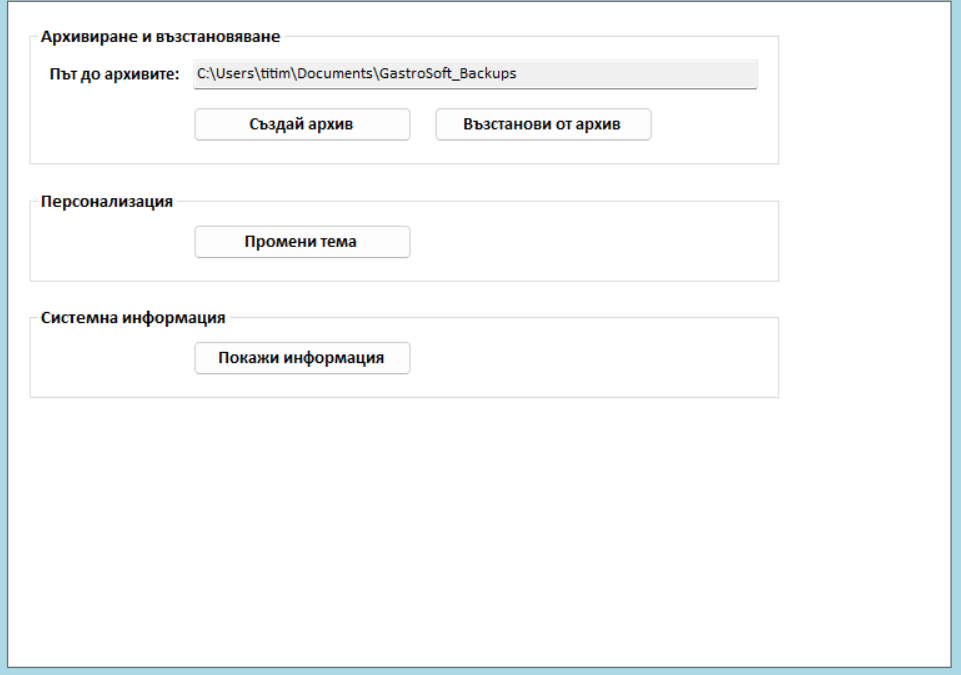 Архивиране и възстановяване
Път до архивите: C:\Users\titim\Documents\GastroSoft_Backups
Създай архив Възстанови от архив
Персонализация
Промени тема
Системна информация
Покажи информация